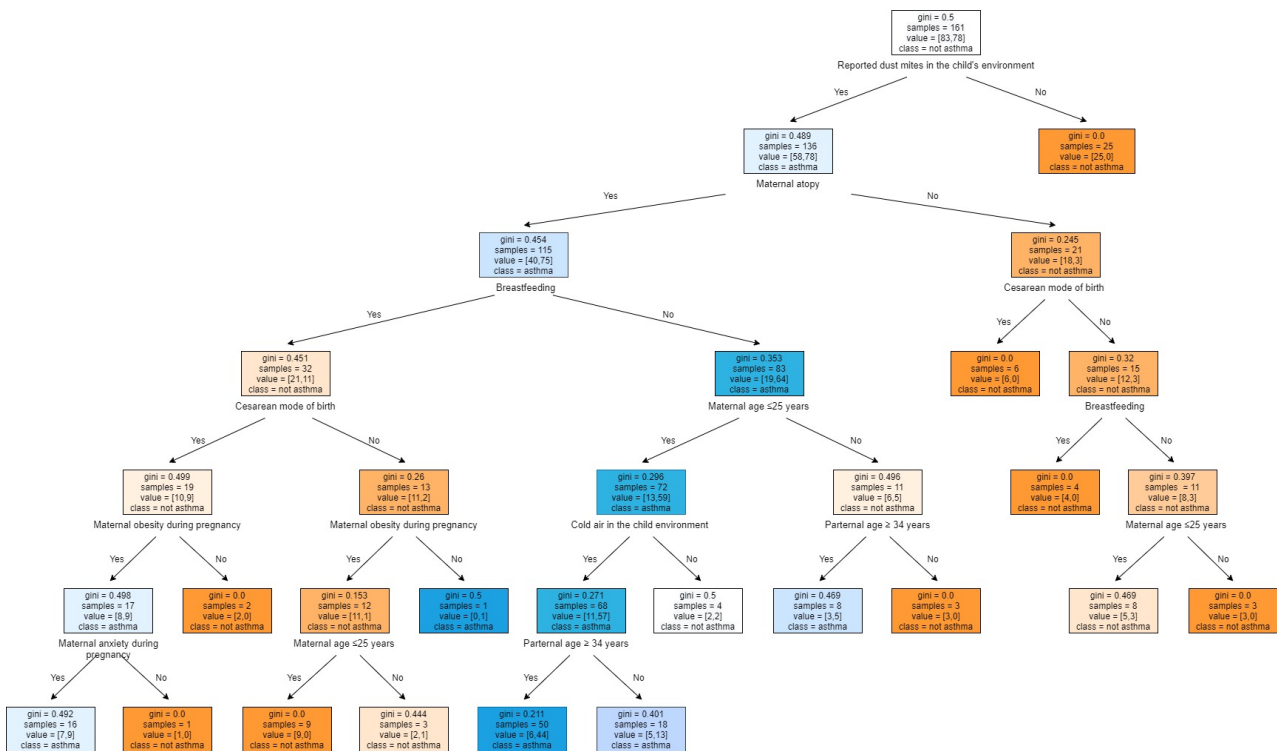 gini = 0.5
samples = 161
value = [83,78]
class = not asthma
Reported dust mites in the child's environment
Yes
No
gini = 0.489
samples = 136
value = [58,78]
class = asthma
gini = 0.0
samples = 25
value = [25,0]
class = not asthma
Maternal atopy
Yes
No
gini = 0.454
samples = 115
value = [40,75]
class = asthma
gini = 0.245
samples = 21
value = [18,3]
class = not asthma
Breastfeeding
Cesarean mode of birth
Yes
No
Yes
No
gini = 0.451
samples = 32
value = [21,11]
class = not asthma
gini = 0.353
samples = 83
value = [19,64]
class = asthma
gini = 0.0
samples = 6
value = [6,0]
class = not asthma
gini = 0.32
samples = 15
value = [12,3]
class = not asthma
Cesarean mode of birth
Maternal age ≤25 years
Breastfeeding
Yes
No
Yes
No
Yes
No
gini = 0.499
samples = 19
value = [10,9]
class = not asthma
gini = 0.26
samples = 13
value = [11,2]
class = not asthma
gini = 0.296
samples = 72
value = [13,59]
class = asthma
gini = 0.496
samples = 11
value = [6,5]
class = not asthma
gini = 0.0
samples = 4
value = [4,0]
class = not asthma
gini = 0.397
samples = 11
value = [8,3]
class = not asthma
Maternal obesity during pregnancy
Maternal obesity during pregnancy
Cold air in the child environment
Parternal age ≥ 34 years
Maternal age ≤25 years
Yes
No
Yes
No
Yes
No
Yes
No
Yes
No
gini = 0.498
samples = 17
value = [8,9]
class = asthma
gini = 0.0
samples = 2
value = [2,0]
class = not asthma
gini = 0.153
samples = 12
value = [11,1]
class = not asthma
gini = 0.5
samples = 1
value = [0,1]
class = asthma
gini = 0.271
samples = 68
value = [11,57]
class = asthma
gini = 0.5
samples = 4
value = [2,2]
class = not asthma
gini = 0.469
samples = 8
value = [3,5]
class = asthma
gini = 0.0
samples = 3
value = [3,0]
class = not asthma
gini = 0.469
samples = 8
value = [5,3]
class = not asthma
gini = 0.0
samples = 3
value = [3,0]
class = not asthma
Maternal anxiety during
pregnancy
Maternal age ≤25 years
Parternal age ≥ 34 years
Yes
No
Yes
No
Yes
No
gini = 0.492
samples = 16
value = [7,9]
class = asthma
gini = 0.0
samples = 1
value = [1,0]
class = not asthma
gini = 0.0
samples = 9
value = [9,0]
class = not asthma
gini = 0.444
samples = 3
value = [2,1]
class = not asthma
gini = 0.211
samples = 50
value = [6,44]
class = asthma
gini = 0.401
samples = 18
value = [5,13]
class = asthma